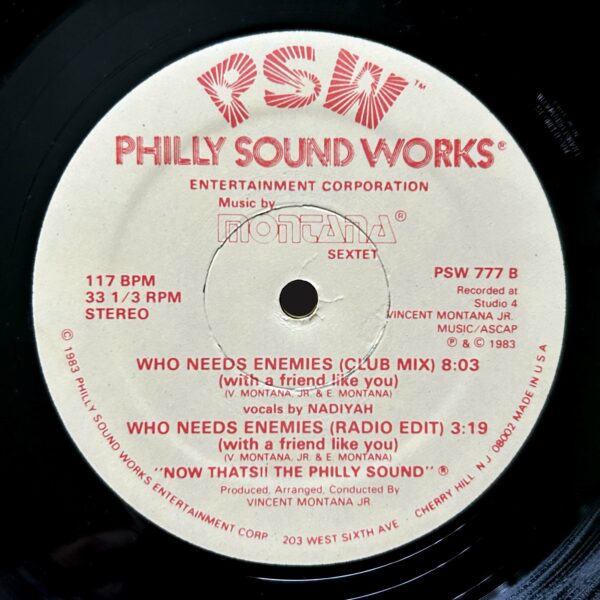 PSW™
PHILLY SOUND WORKS®
ENTERTAINMENT CORPORATION
Music by
MONTANA®
SEXTET
117 BPM
33 1/3 RPM
STEREO
PSW 777 B
Recorded at
Studio 4
VINCENT MONTANA JR.
MUSIC/ASCAP
℗ & © 1983
WHO NEEDS ENEMIES (CLUB MIX) 8:03
(with a friend like you)
(V. MONTANA, JR. & E. MONTANA)
vocals by NADIYAH
WHO NEEDS ENEMIES (RADIO EDIT) 3:19
(with a friend like you)
(V. MONTANA, JR. & E. MONTANA)
"NOW THATS!! THE PHILLY SOUND"®
Produced, Arranged, Conducted By
VINCENT MONTANA JR.
© 1983 PHILLY SOUND WORKS ENTERTAINMENT CORP. 203 WEST SIXTH AVE. CHERRY HILL N.J. 08002 MADE IN U.S.A.